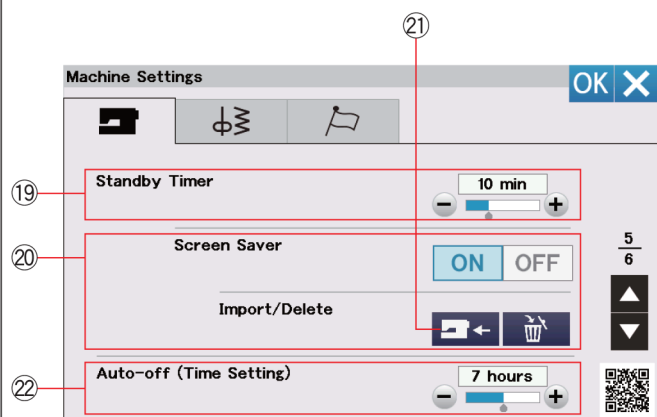 ㉑
Machine Settings
OK
⑲
Standby Timer
10 min
⑳
Screen Saver
ON OFF
5
6
Import/Delete
㉒
Auto-off (Time Setting)
7 hours